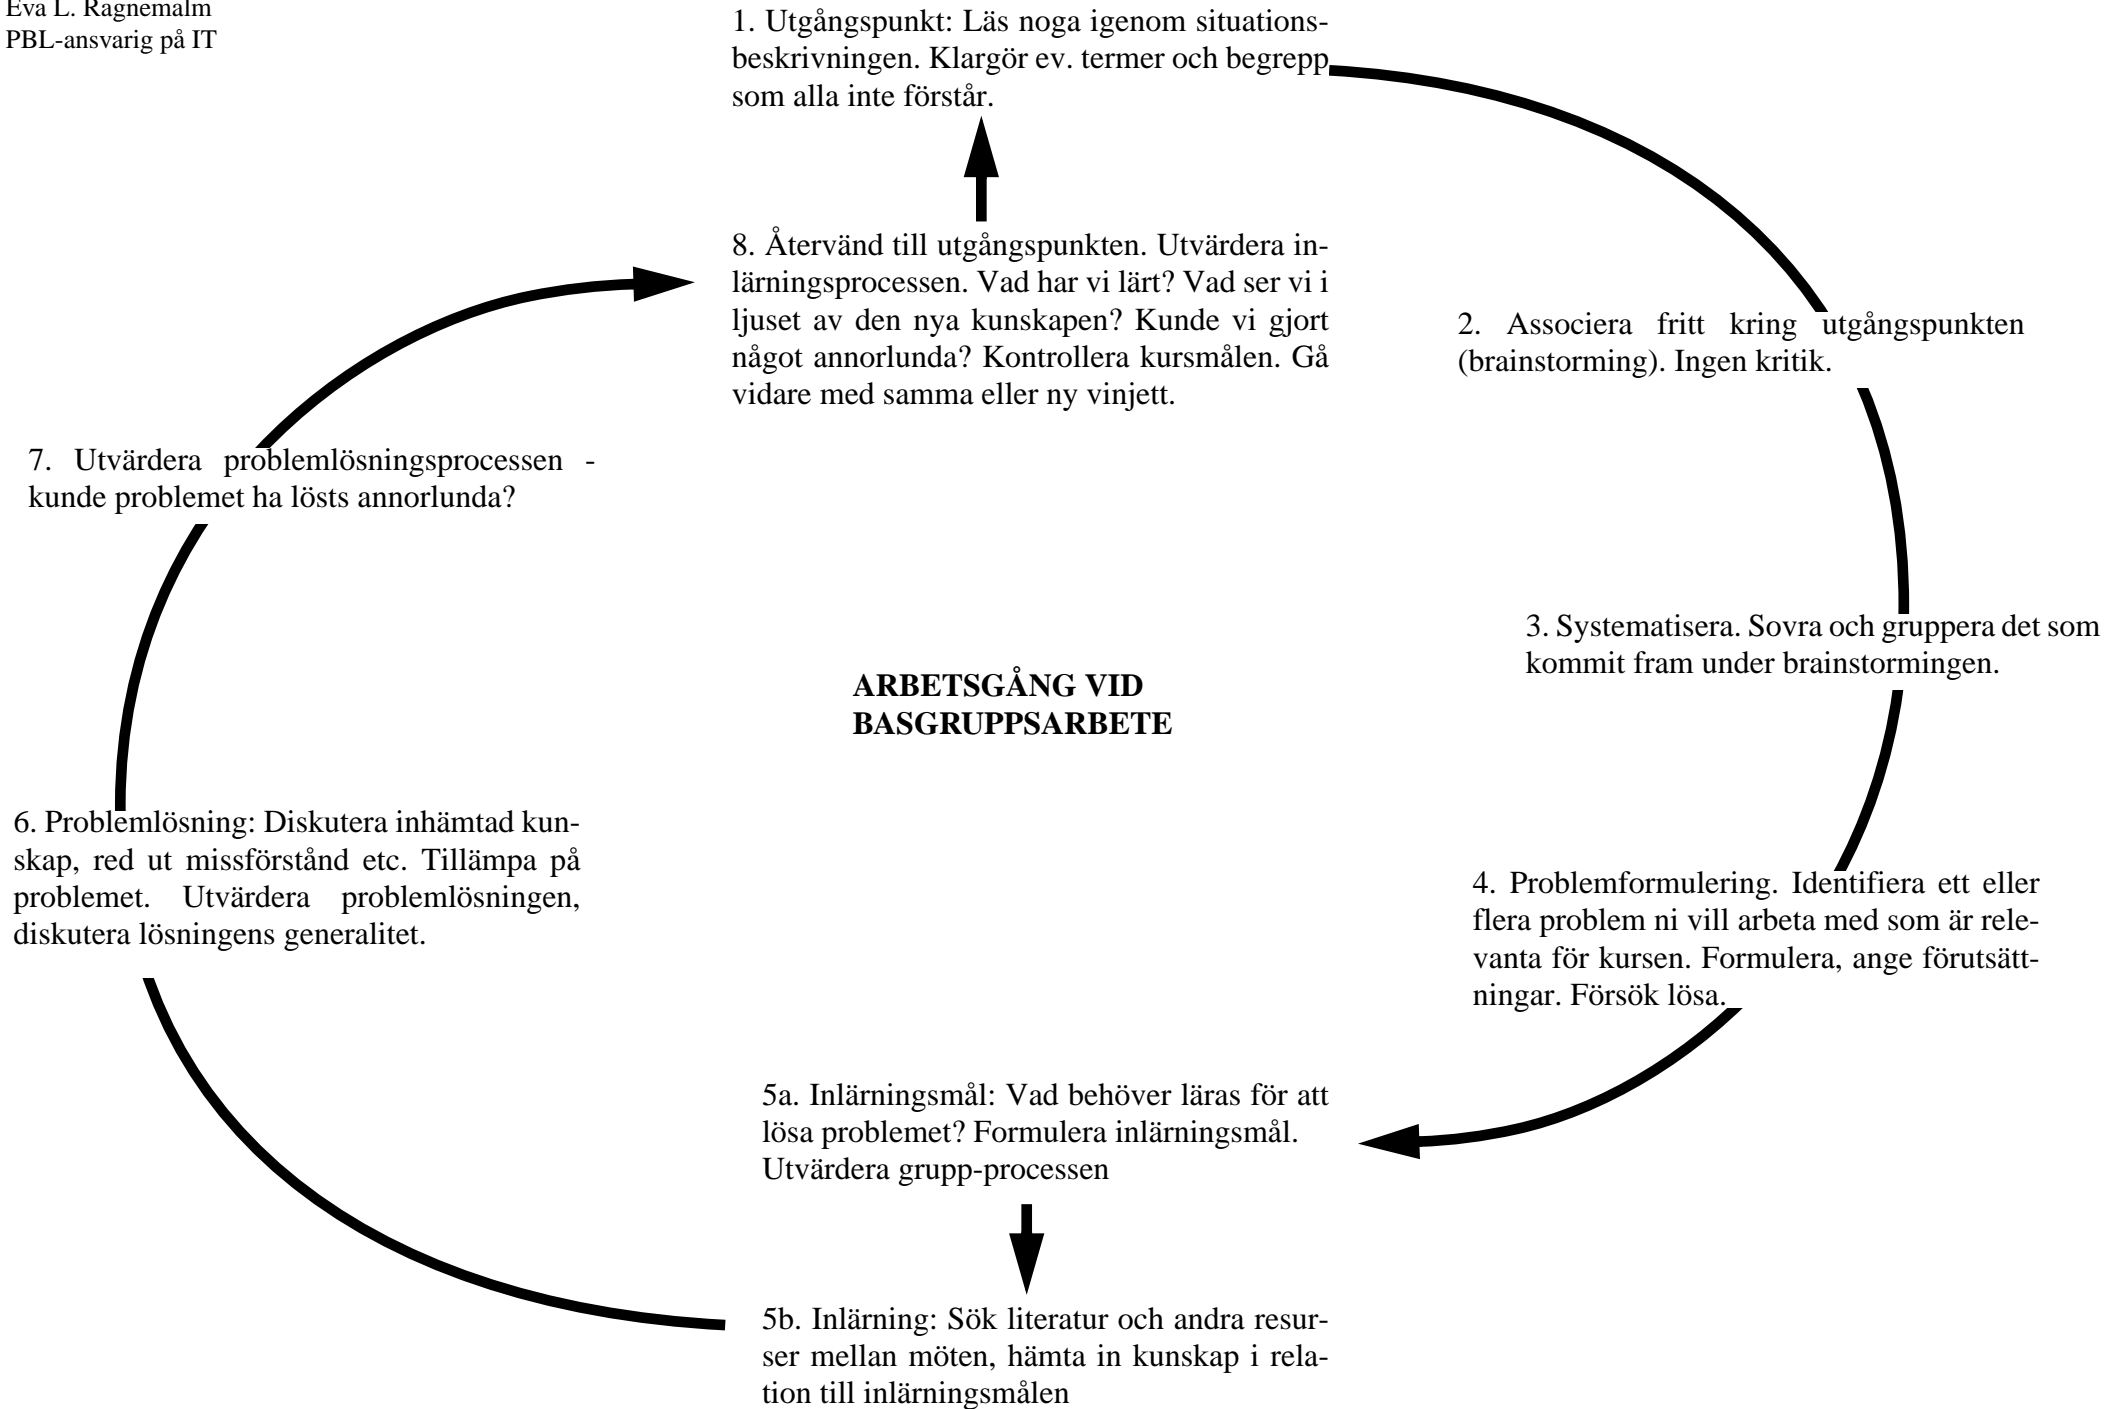 Eva L. Ragnemalm
PBL-ansvarig på IT
1. Utgångspunkt: Läs noga igenom situations-
beskrivningen. Klargör ev. termer och begrepp
som alla inte förstår.
8. Återvänd till utgångspunkten. Utvärdera in-
lärningsprocessen. Vad har vi lärt? Vad ser vi i
ljuset av den nya kunskapen? Kunde vi gjort
något annorlunda? Kontrollera kursmålen. Gå
vidare med samma eller ny vinjett.
2. Associera fritt kring utgångspunkten
(brainstorming). Ingen kritik.
7. Utvärdera problemlösningsprocessen -
kunde problemet ha lösts annorlunda?
3. Systematisera. Sovra och gruppera det som
kommit fram under brainstormingen.
ARBETSGÅNG VID
BASGRUPPSARBETE
6. Problemlösning: Diskutera inhämtad kun-
skap, red ut missförstånd etc. Tillämpa på
problemet. Utvärdera problemlösningen,
diskutera lösningens generalitet.
4. Problemformulering. Identifiera ett eller
flera problem ni vill arbeta med som är rele-
vanta för kursen. Formulera, ange förutsätt-
ningar. Försök lösa.
5a. Inlärningsmål: Vad behöver läras för att
lösa problemet? Formulera inlärningsmål.
Utvärdera grupp-processen
5b. Inlärning: Sök literatur och andra resur-
ser mellan möten, hämta in kunskap i rela-
tion till inlärningsmålen